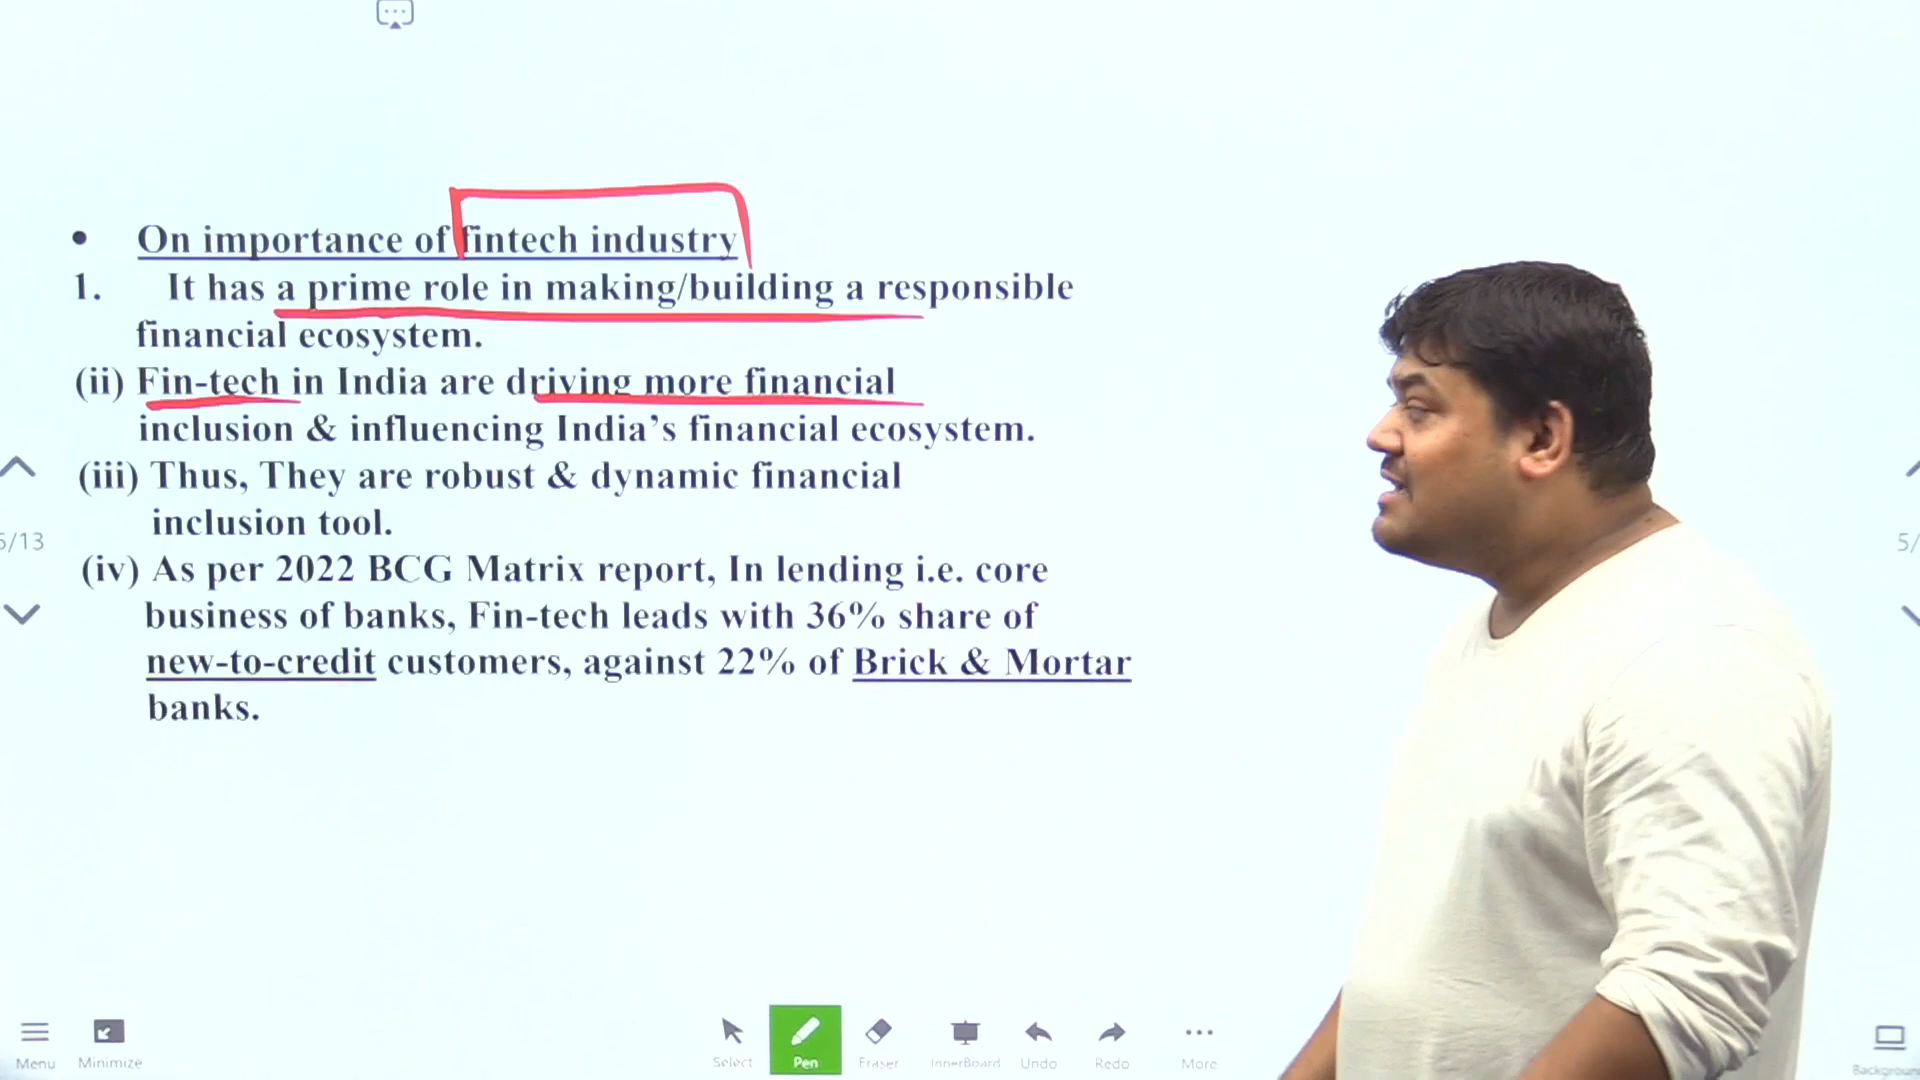 • On importance of fintech industry
1. It has a prime role in making/building a responsible
financial ecosystem.
(ii) Fin-tech in India are driving more financial
inclusion & influencing India's financial ecosystem.
(iii) Thus, They are robust & dynamic financial
inclusion tool.
(iv) As per 2022 BCG Matrix report, In lending i.e. core
business of banks, Fin-tech leads with 36% share of
new-to-credit customers, against 22% of Brick & Mortar
banks.
5/13
5/
Menu
Minimize
Select
Pen
Eraser
InnerBoard
Undo
Redo
More
Background